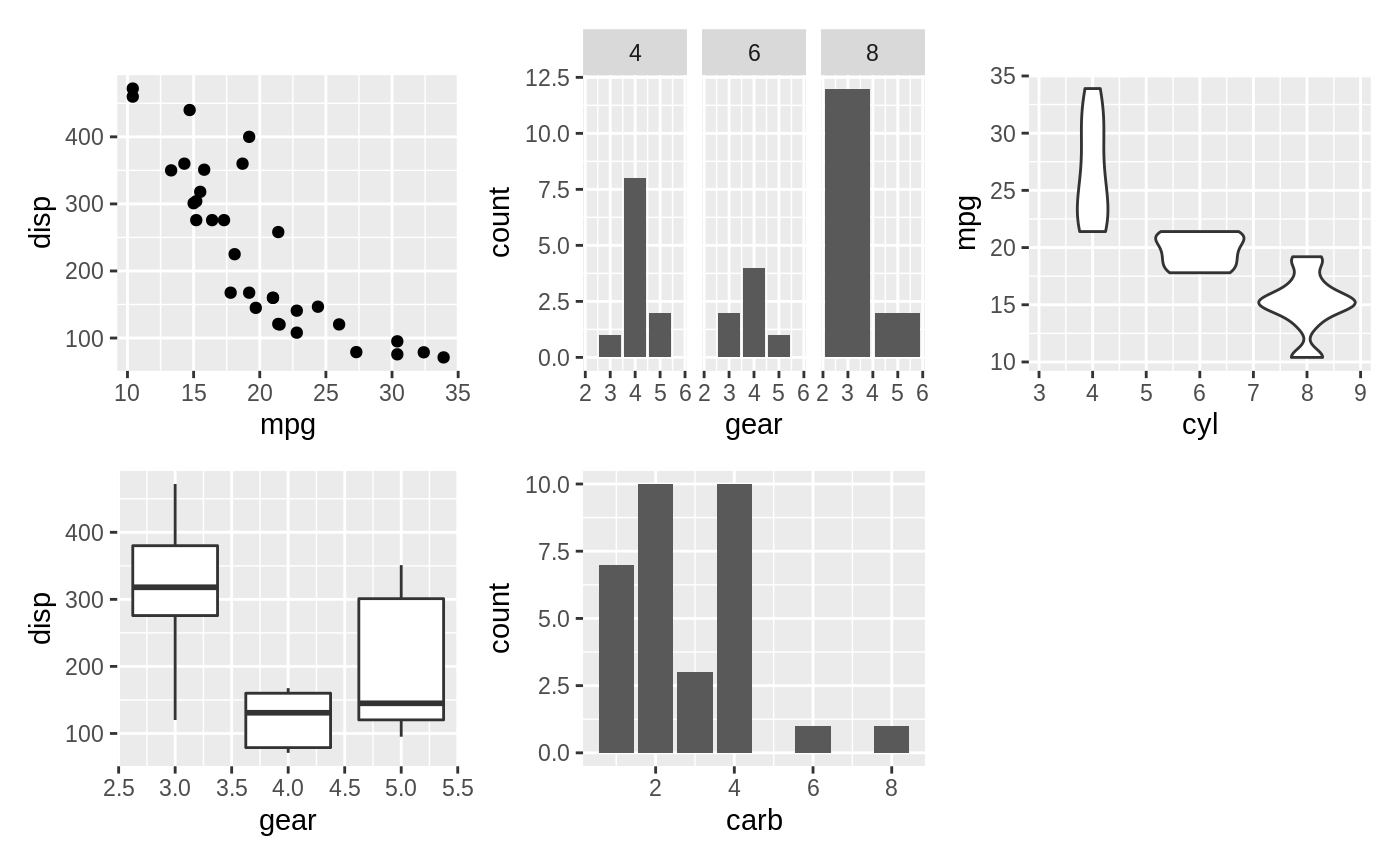 disp
400
300
200
100
10 15 20 25 30 35
mpg
4 6 8
count
12.5
10.0
7.5
5.0
2.5
0.0
2 3 4 5 6 2 3 4 5 6 2 3 4 5 6
gear
mpg
35
30
25
20
15
10
3 4 5 6 7 8 9
cyl
disp
400
300
200
100
2.5 3.0 3.5 4.0 4.5 5.0 5.5
gear
count
10.0
7.5
5.0
2.5
0.0
2 4 6 8
carb